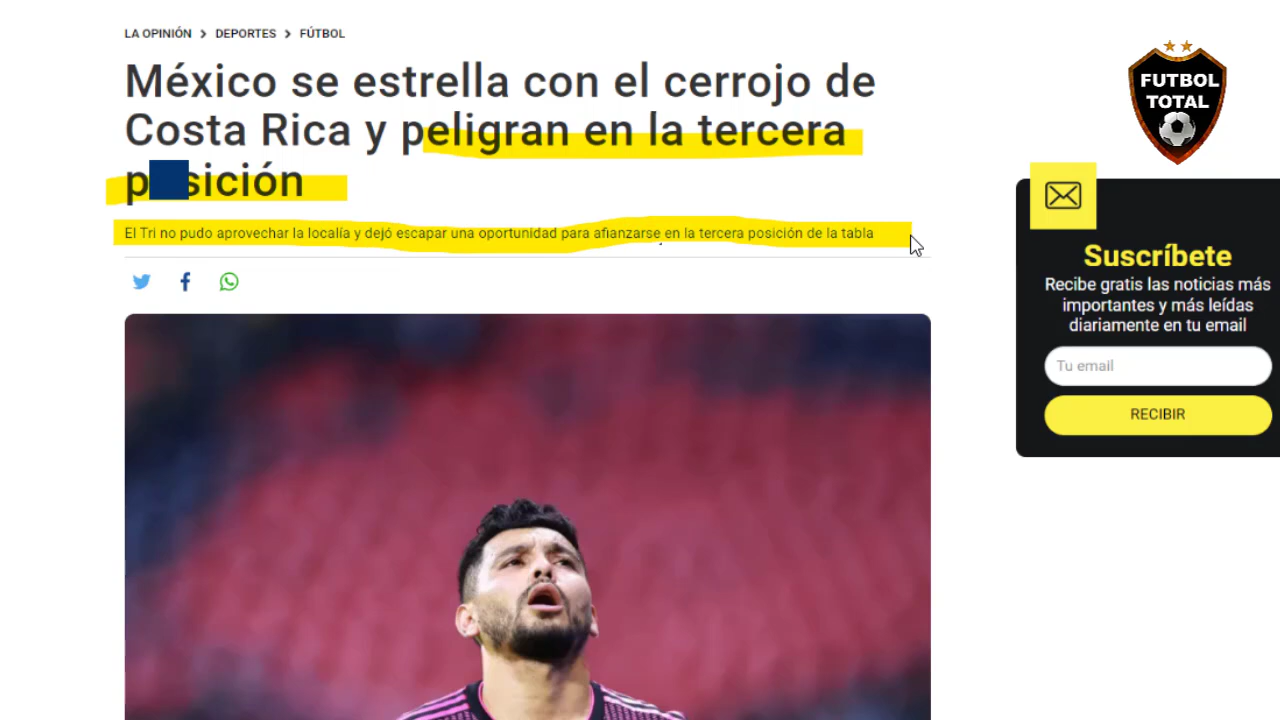 LA OPINIÓN > DEPORTES > FÚTBOL
México se estrella con el cerrojo de
Costa Rica y peligran en la tercera
El Tri no pudo aprovechar la localía y dejó escapar una oportunidad para afianzarse en la tercera posición de la tabla
FUTBOL
TOTAL
Suscríbete
Recibe gratis las noticias más
importantes y más leídas
diariamente en tu email
Tu email
RECIBIR